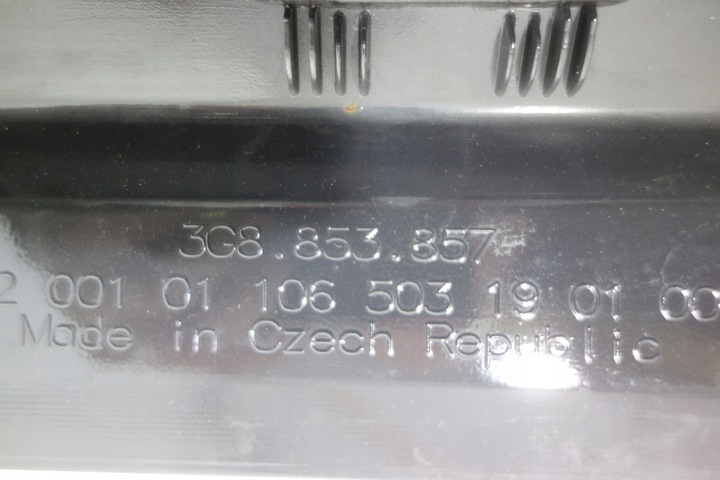 3G8.853.857
2 001 01 106 503 19 01 00
Made in Czech Republic